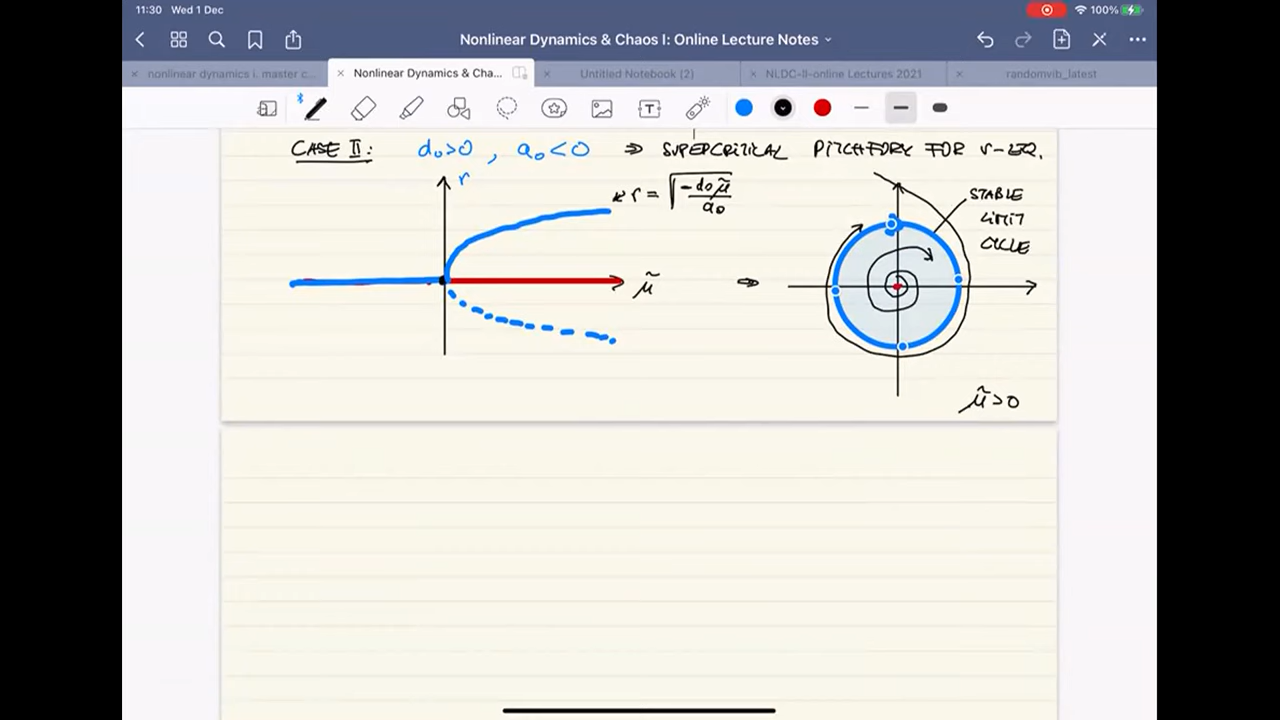 11:30 Wed 1 Dec
100%
Nonlinear Dynamics & Chaos I: Online Lecture Notes
nonlinear dynamics i. master c...
Nonlinear Dynamics & Cha...
Untitled Notebook (2)
NLDC-II-online Lectures 2021
randomvib_latest
CASE II: d₀>0, a₀<0 ⇒ SUPERCRITICAL PITCHFORK FOR r-EQ.
r
r = √(-d₀μ̃/a₀)
STABLE
LIMIT
CYCLE
μ̃
⇒
μ̃>0